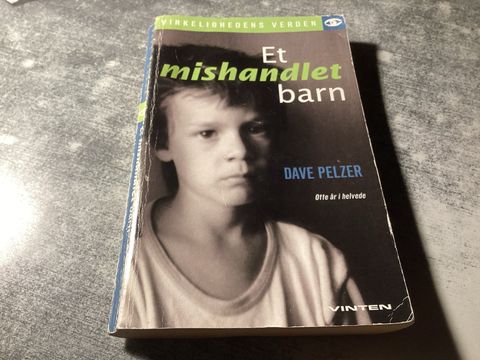 VIRKELIGHEDENS VERDEN
Et
mishandlet
barn
DAVE PELZER
Otte år i helvede
VINTEN